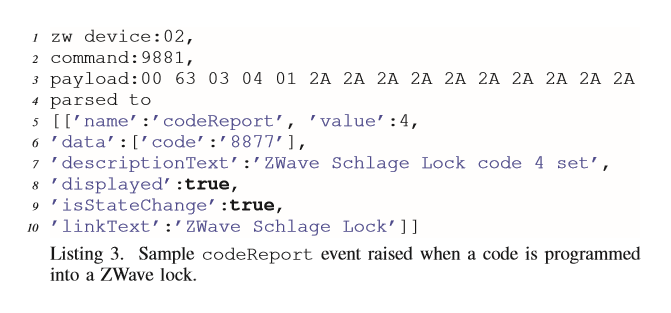 1 zw device:02,
2 command:9881,
3 payload:00 63 03 04 01 2A 2A 2A 2A 2A 2A 2A 2A 2A 2A
4 parsed to
5 [['name':'codeReport', 'value':4,
6 'data':['code':'8877'],
7 'descriptionText':'ZWave Schlage Lock code 4 set',
8 'displayed':true,
9 'isStateChange':true,
10 'linkText':'ZWave Schlage Lock']]
Listing 3. Sample codeReport event raised when a code is programmed
into a ZWave lock.